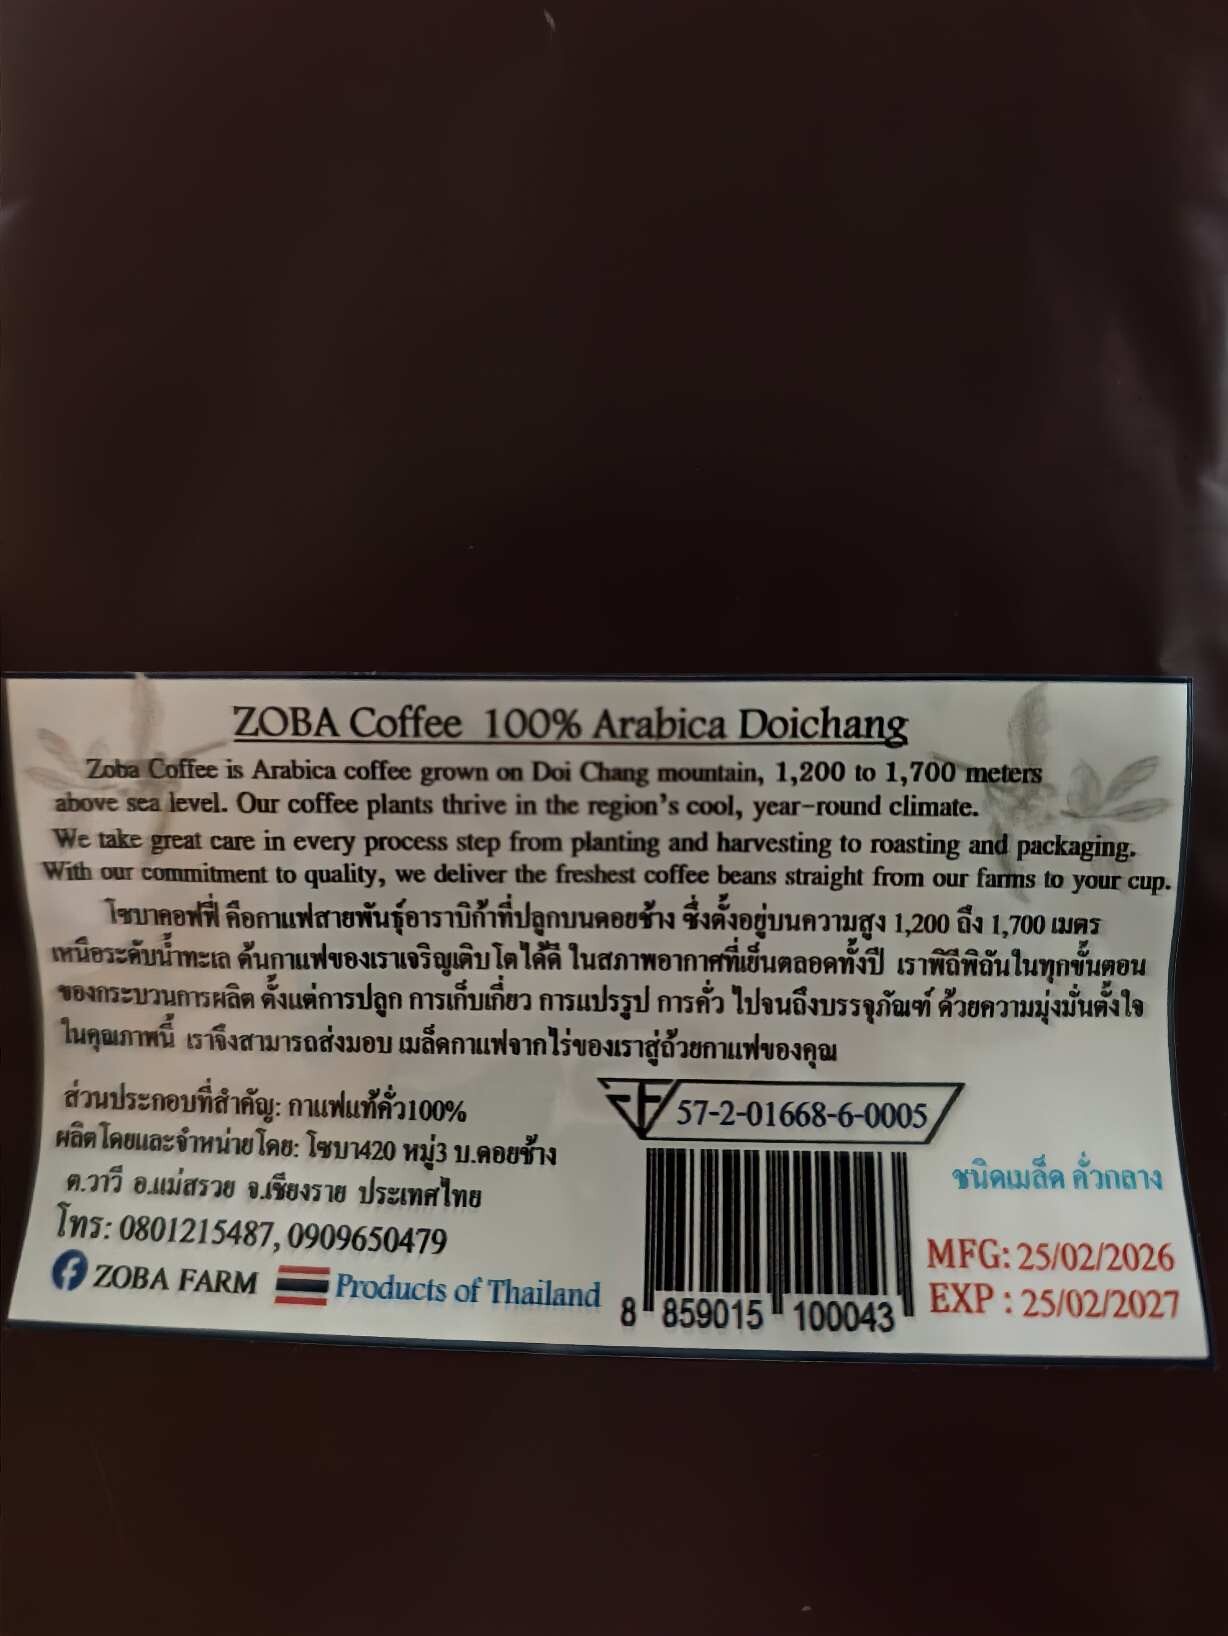 ZOBA Coffee 100% Arabica Doichang
Zoba Coffee is Arabica coffee grown on Doi Chang mountain, 1,200 to 1,700 meters
above sea level. Our coffee plants thrive in the region's cool, year-round climate.
We take great care in every process step from planting and harvesting to roasting and packaging.
With our commitment to quality, we deliver the freshest coffee beans straight from our farms to your cup.
โซบาคอฟฟี่ คือกาแฟสายพันธุ์อาราบิก้าที่ปลูกบนดอยช้าง ซึ่งตั้งอยู่บนความสูง 1,200 ถึง 1,700 เมตร
เหนือระดับน้ำทะเล ต้นกาแฟของเราเจริญเติบโตได้ดี ในสภาพอากาศที่เย็นตลอดทั้งปี เราพิถีพิถันในทุกขั้นตอน
ของกระบวนการผลิต ตั้งแต่การปลูก การเก็บเกี่ยว การแปรรูป การคั่ว ไปจนถึงบรรจุภัณฑ์ ด้วยความมุ่งมั่นตั้งใจ
ในคุณภาพนี้ เราจึงสามารถส่งมอบ เมล็ดกาแฟจากไร่ของเราสู่ถ้วยกาแฟของคุณ
ส่วนประกอบที่สำคัญ: กาแฟแท้คั่ว100%
ผลิตโดยและจำหน่ายโดย: โซบา420 หมู่3 บ.ดอยช้าง
ต.วาวี อ.แม่สรวย จ.เชียงราย ประเทศไทย
โทร: 0801215487, 0909650479
ZOBA FARM Products of Thailand
57-2-01668-6-0005
8 859015 100043
ชนิดเมล็ด คั่วกลาง
MFG: 25/02/2026
EXP : 25/02/2027